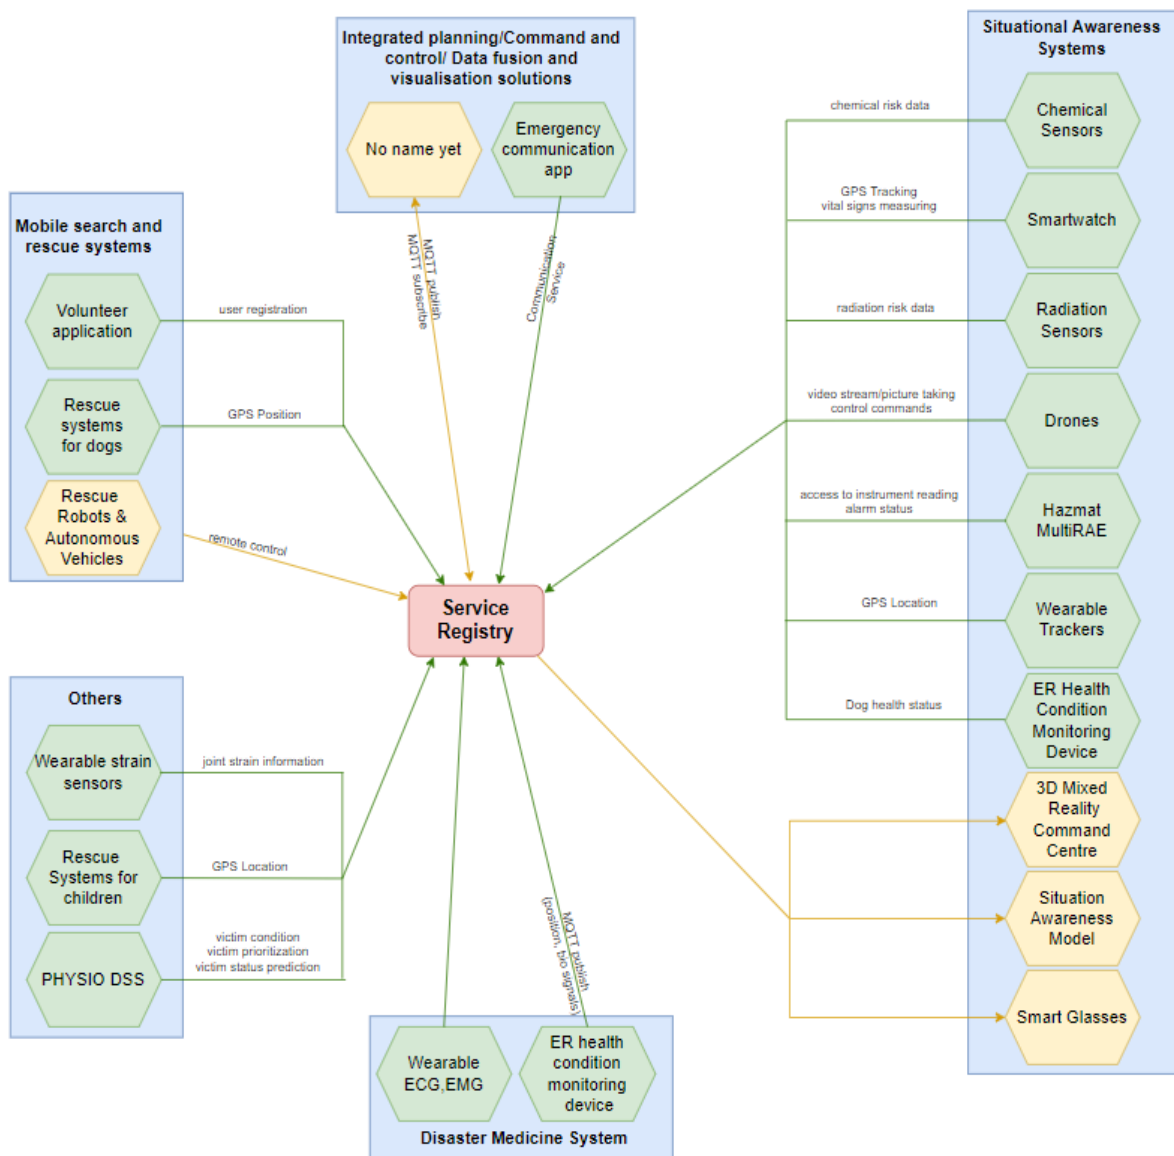 Integrated planning/Command and
control/ Data fusion and
visualisation solutions
No name yet
Emergency
communication
app
MQTT publish
MQTT subscribe
Communication
Service
Mobile search and
rescue systems
Volunteer
application
user registration
Rescue
systems
for dogs
GPS Position
Rescue
Robots &
Autonomous
Vehicles
remote control
Service
Registry
Others
Wearable strain
sensors
joint strain information
Rescue
Systems for
children
GPS Location
PHYSIO DSS
victim condition
victim prioritization
victim status prediction
MQTT publish
(position, bio signals)
Wearable
ECG,EMG
ER health
condition
monitoring
device
Disaster Medicine System
Situational Awareness
Systems
chemical risk data
Chemical
Sensors
GPS Tracking
vital signs measuring
Smartwatch
radiation risk data
Radiation
Sensors
video stream/picture taking
control commands
Drones
access to instrument reading
alarm status
Hazmat
MultiRAE
GPS Location
Wearable
Trackers
Dog health status
ER Health
Condition
Monitoring
Device
3D Mixed
Reality
Command
Centre
Situation
Awareness
Model
Smart Glasses